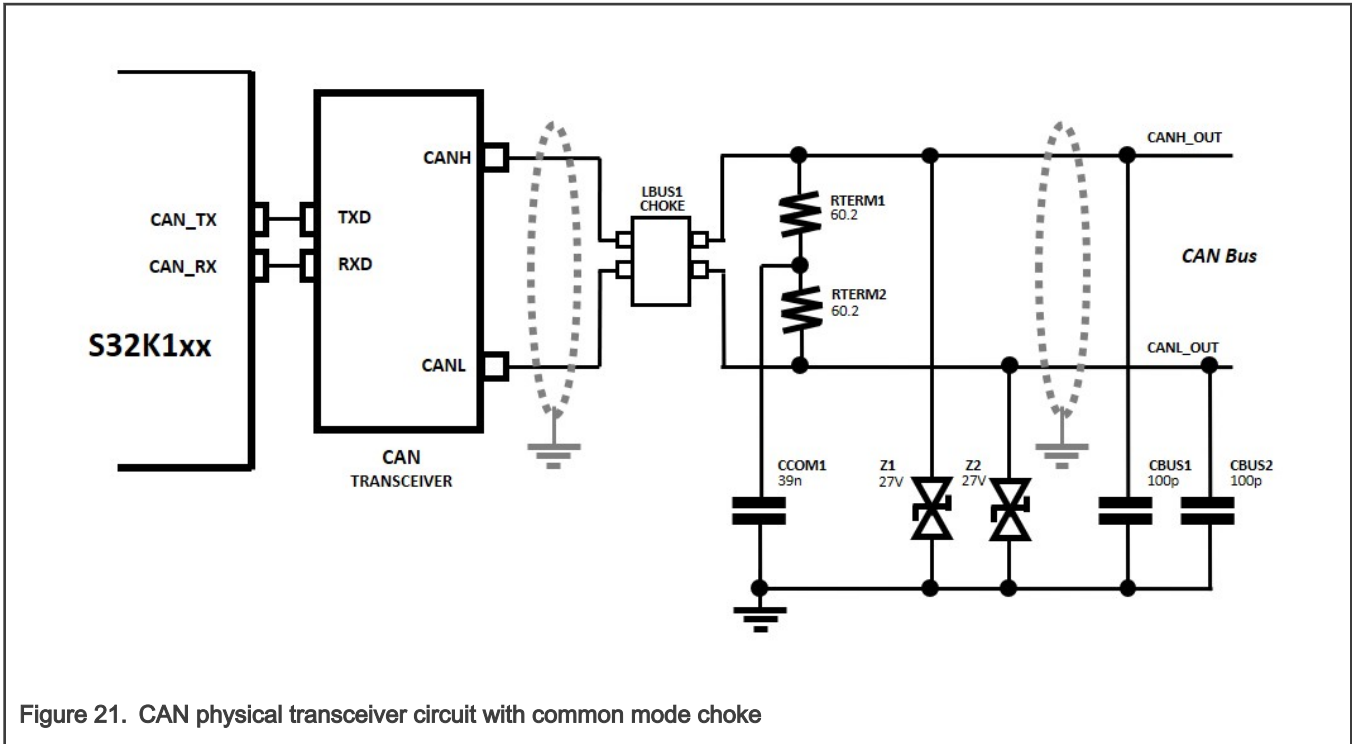 CAN_TX
CAN_RX
S32K1xx
TXD
RXD
CANH
CANL
CAN
TRANSCEIVER
LBUS1
CHOKE
RTERM1
60.2
RTERM2
60.2
CANH_OUT
CAN Bus
CANL_OUT
CCOM1
39n
Z1
27V
Z2
27V
CBUS1
100p
CBUS2
100p
Figure 21. CAN physical transceiver circuit with common mode choke